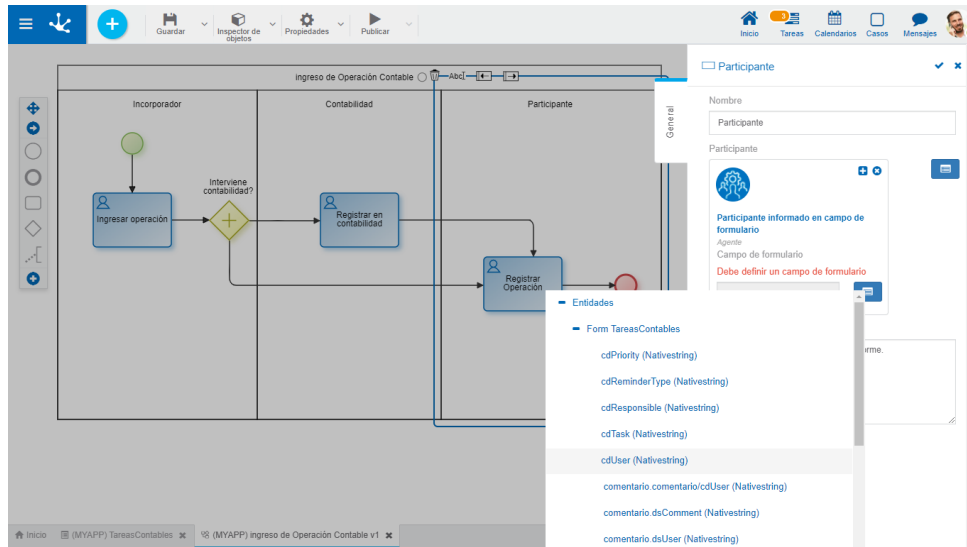 Guardar
Inspector de
objetos
Propiedades
Publicar
Inicio
Tareas
Calendarios
Casos
Mensajes
ingreso de Operación Contable
Abc
Incorporador
Contabilidad
Participante
Interviene
contabilidad?
Ingresar operación
Registrar en
contabilidad
Registrar
Operación
General
Participante
Nombre
Participante
Participante
Participante informado en campo de
formulario
Agente
Campo de formulario
Debe definir un campo de formulario
orme.
Entidades
Form TareasContables
cdPriority (Nativestring)
cdReminderType (Nativestring)
cdResponsible (Nativestring)
cdTask (Nativestring)
cdUser (Nativestring)
comentario.comentario/cdUser (Nativestring)
comentario.dsComment (Nativestring)
comentario.dsUser (Nativestring)
Inicio
(MYAPP) TareasContables
(MYAPP) ingreso de Operación Contable v1